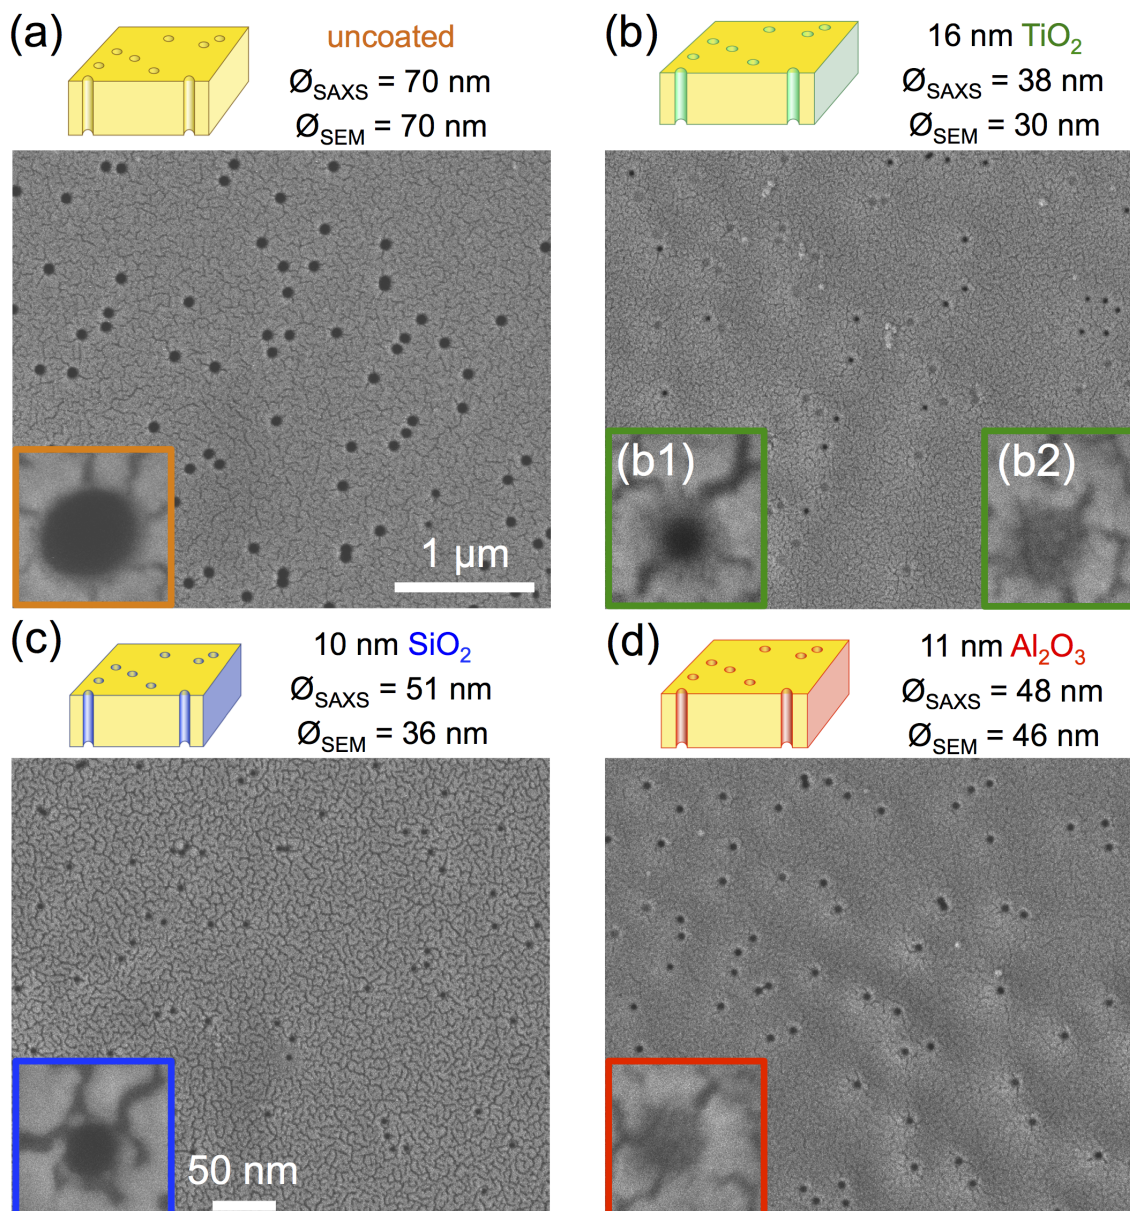 (a)
uncoated
ØSAXS = 70 nm
ØSEM = 70 nm
1 µm
(b)
16 nm TiO2
ØSAXS = 38 nm
ØSEM = 30 nm
(b1)
(b2)
(c)
10 nm SiO2
ØSAXS = 51 nm
ØSEM = 36 nm
50 nm
(d)
11 nm Al2O3
ØSAXS = 48 nm
ØSEM = 46 nm